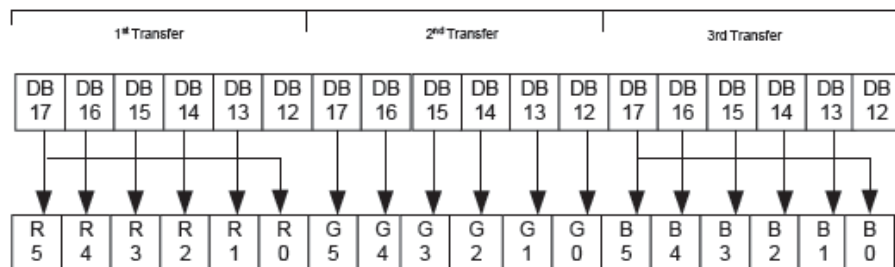 1st Transfer 2nd Transfer 3rd Transfer
DB DB DB DB DB DB DB DB DB DB DB DB DB DB DB DB DB DB
17 16 15 14 13 12 17 16 15 14 13 12 17 16 15 14 13 12
R R R R R R G G G G G G B B B B B B
5 4 3 2 1 0 5 4 3 2 1 0 5 4 3 2 1 0